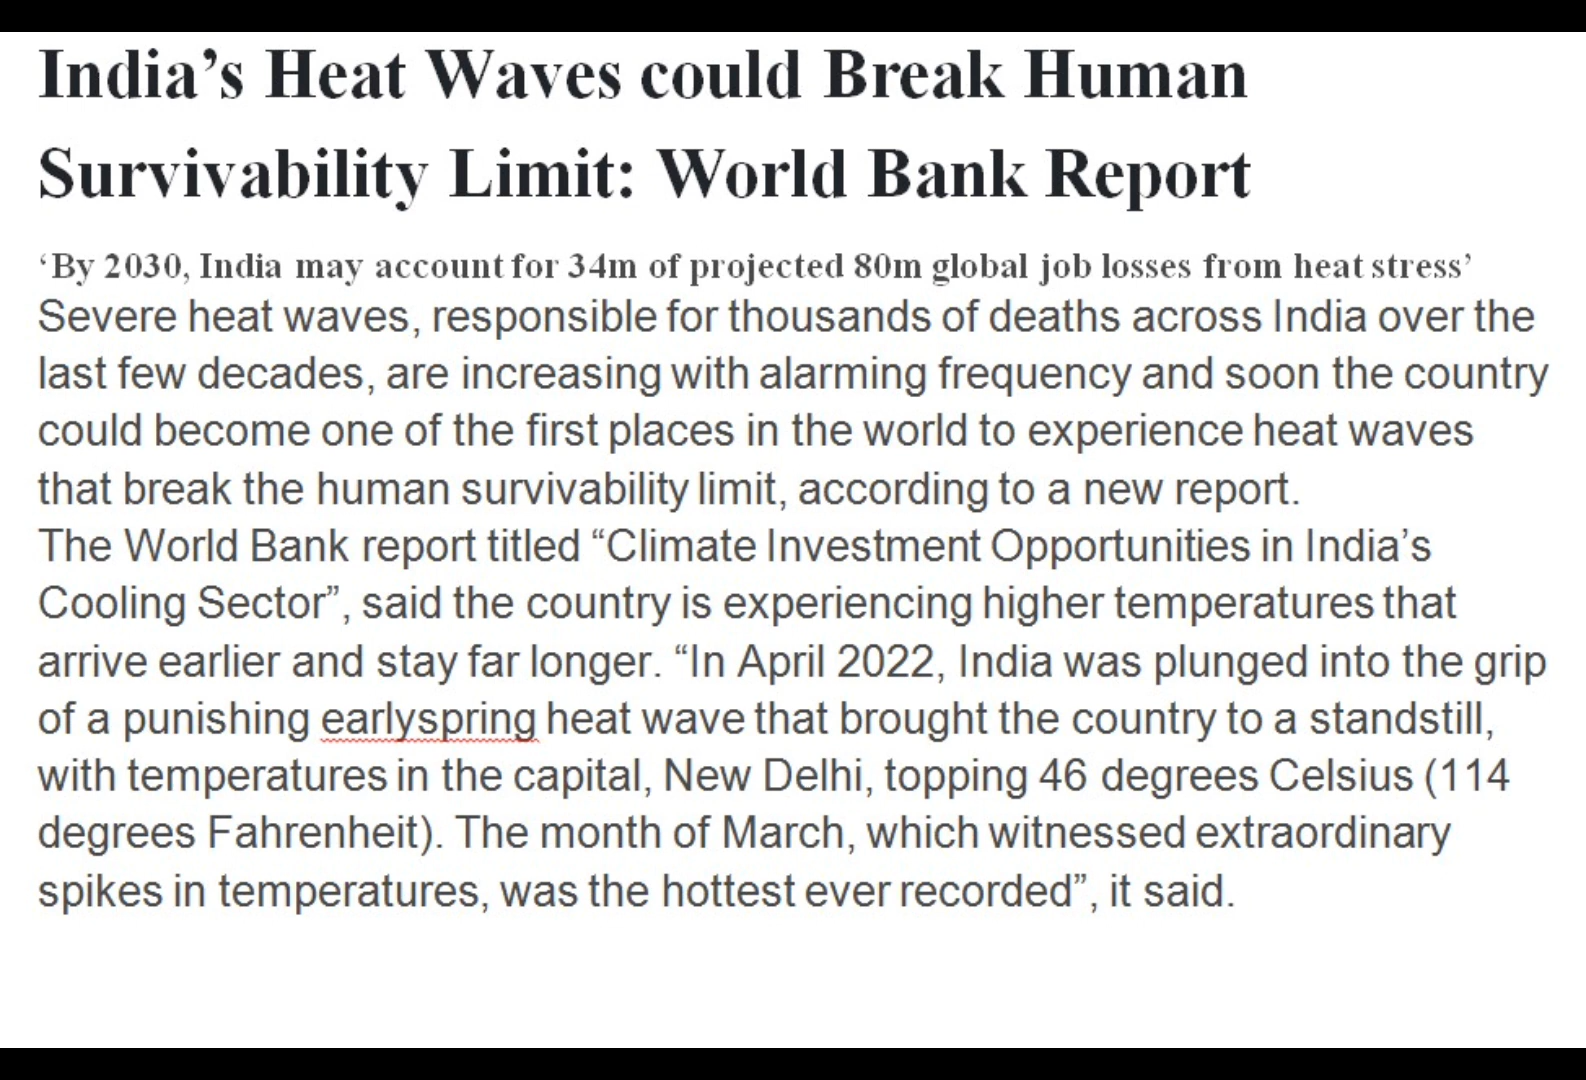 India’s Heat Waves could Break Human
Survivability Limit: World Bank Report
‘By 2030, India may account for 34m of projected 80m global job losses from heat stress’
Severe heat waves, responsible for thousands of deaths across India over the
last few decades, are increasing with alarming frequency and soon the country
could become one of the first places in the world to experience heat waves
that break the human survivability limit, according to a new report.
The World Bank report titled “Climate Investment Opportunities in India’s
Cooling Sector”, said the country is experiencing higher temperatures that
arrive earlier and stay far longer. “In April 2022, India was plunged into the grip
of a punishing earlyspring heat wave that brought the country to a standstill,
with temperatures in the capital, New Delhi, topping 46 degrees Celsius (114
degrees Fahrenheit). The month of March, which witnessed extraordinary
spikes in temperatures, was the hottest ever recorded”, it said.